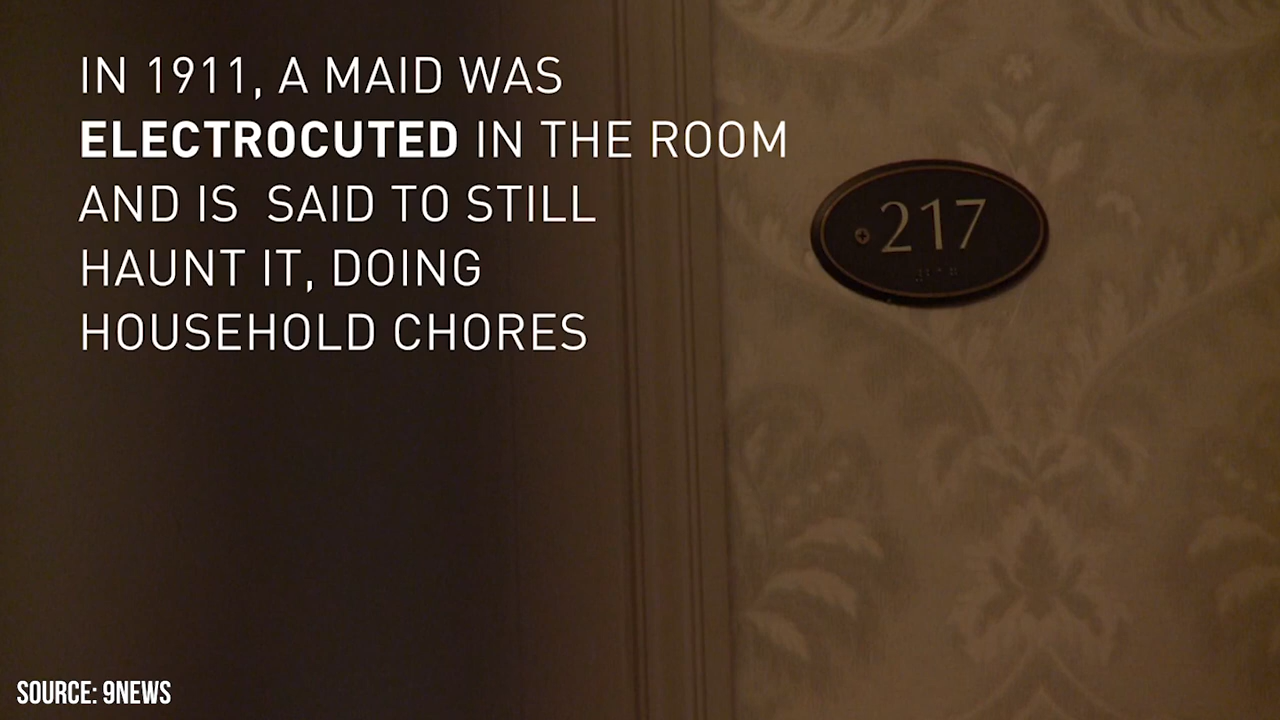 IN 1911, A MAID WAS
ELECTROCUTED IN THE ROOM
AND IS  SAID TO STILL
HAUNT IT, DOING
HOUSEHOLD CHORES
217
SOURCE: 9NEWS